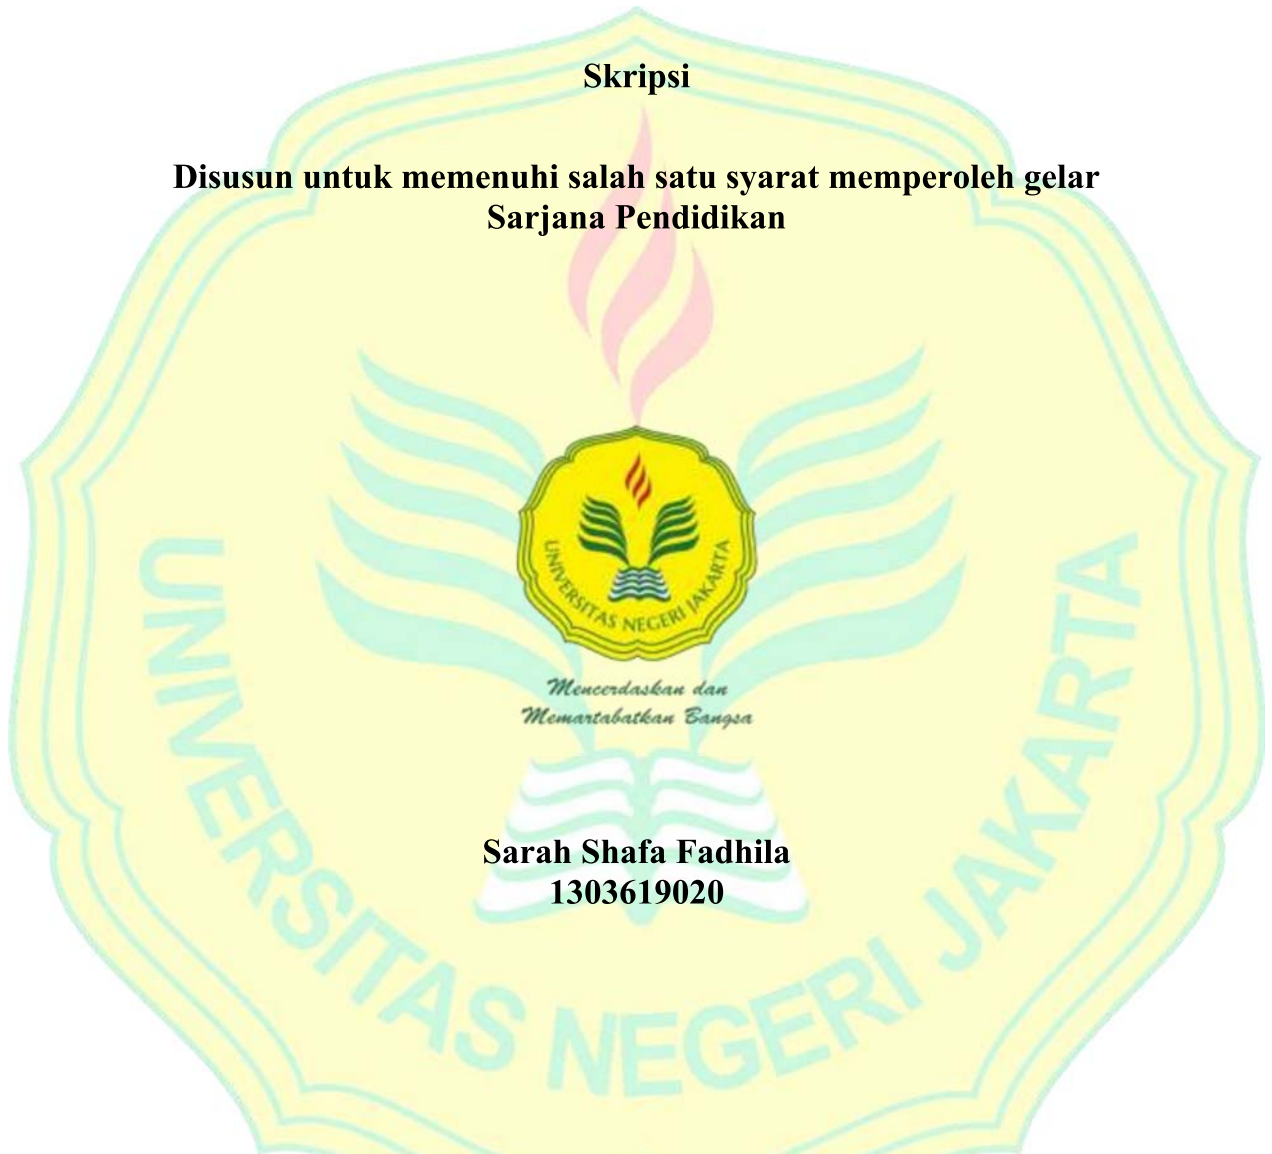 Skripsi
Disusun untuk memenuhi salah satu syarat memperoleh gelar
Sarjana Pendidikan
UNIVERSITAS NEGERI JAKARTA
Mencerdaskan dan
Memartabatkan Bangsa
Sarah Shafa Fadhila
1303619020
UNIVERSITAS NEGERI JAKARTA